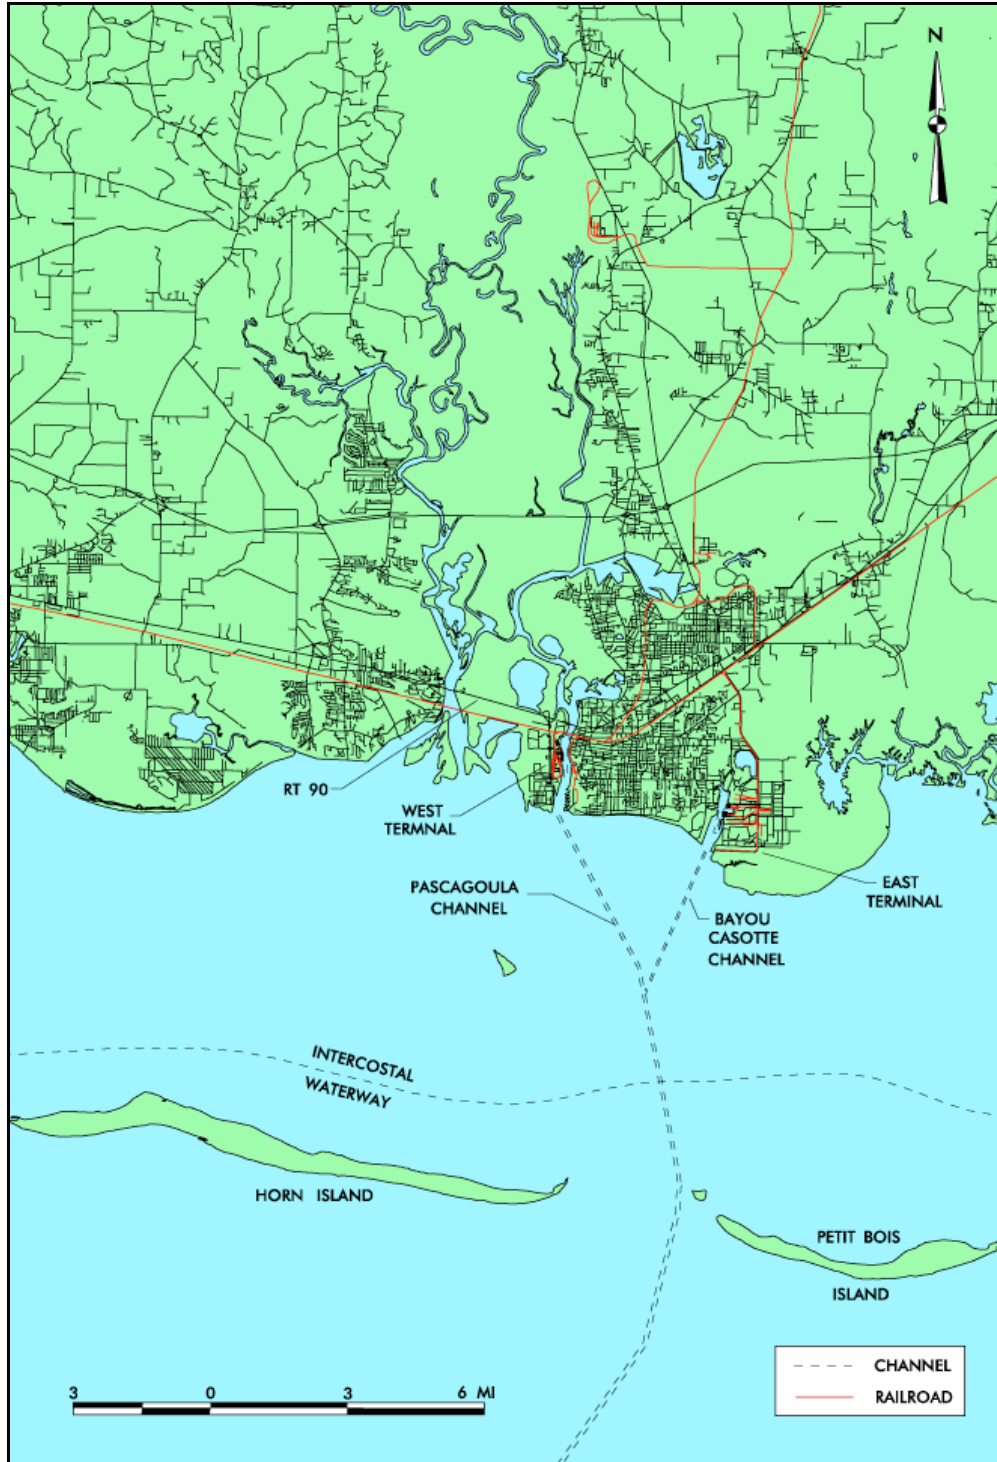 N
RT 90
WEST
TERMNAL
PASCAGOULA
CHANNEL
EAST
TERMINAL
BAYOU
CASOTTE
CHANNEL
INTERCOSTAL
WATERWAY
HORN ISLAND
PETIT BOIS
ISLAND
3 0 3 6 MI
CHANNEL
RAILROAD